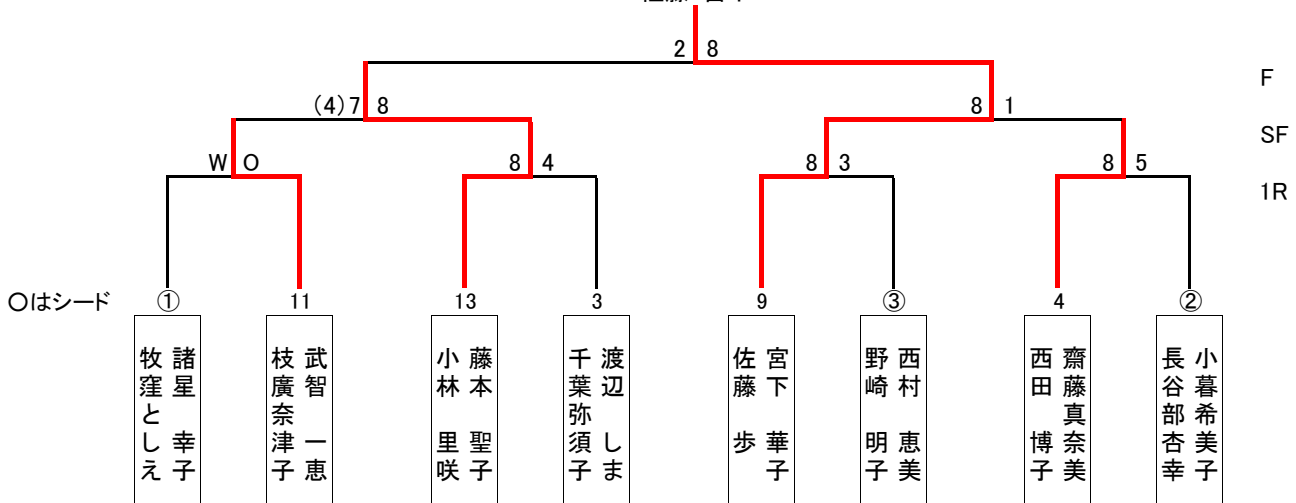 2 8
F
(4)7 8
8 1
SF
W O
8 4
8 3
8 5
1R
○はシード
①
11
13
3
9
③
4
②
諸星 幸子
牧窪としえ
武智 一恵
枝廣奈津子
藤本 聖子
小林 里咲
渡辺 しま
千葉弥須子
宮下 華子
佐藤 歩
西村 恵美
野崎 明子
齋藤真奈美
西田 博子
小暮希美子
長谷部杏幸